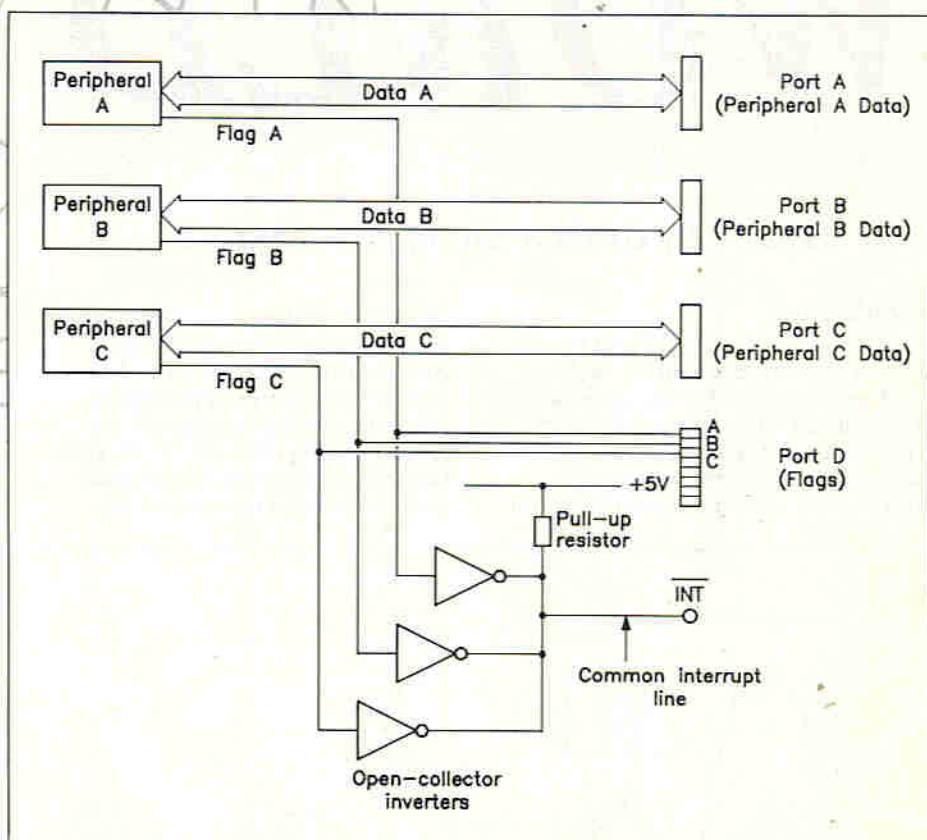 Peripheral
A
Data A
Port A
(Peripheral A Data)
Flag A
Peripheral
B
Data B
Port B
(Peripheral B Data)
Flag B
Peripheral
C
Data C
Port C
(Peripheral C Data)
Flag C
A
B
C
Port D
(Flags)
+5V
Pull-up
resistor
INT
Common interrupt
line
Open-collector
inverters